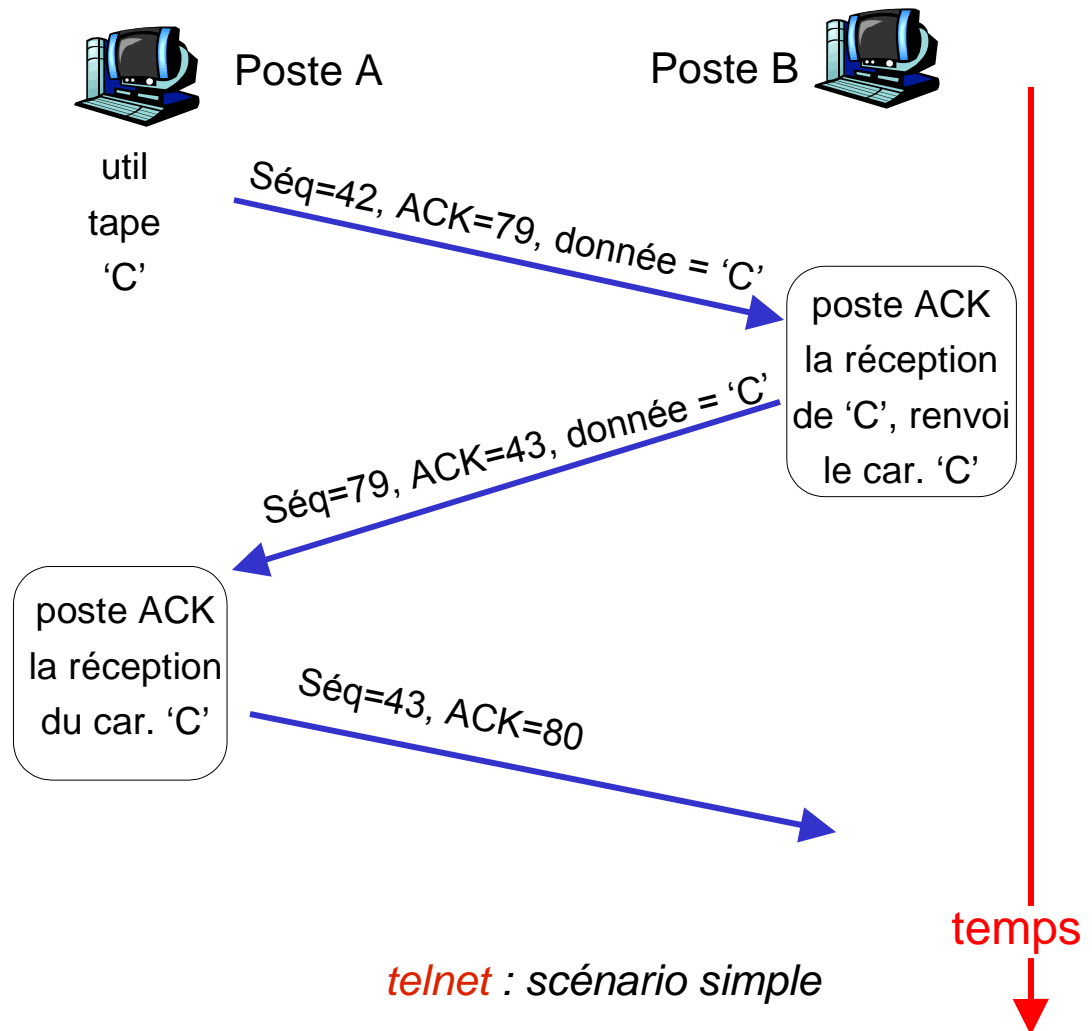 Poste A
Poste B
util
tape
‘C’
Séq=42, ACK=79, donnée = ‘C’
poste ACK
la réception
de ‘C’, renvoi
le car. ‘C’
Séq=79, ACK=43, donnée = ‘C’
poste ACK
la réception
du car. ‘C’
Séq=43, ACK=80
temps
telnet : scénario simple